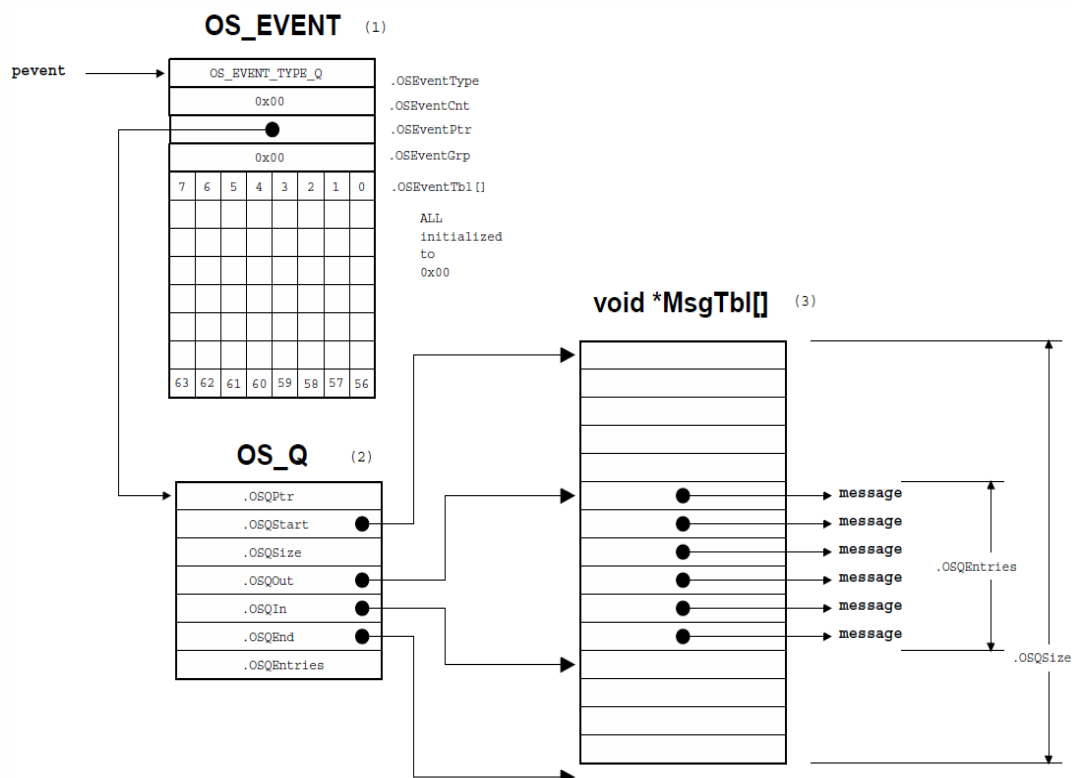 OS_EVENT (1)
pevent
OS_EVENT_TYPE_Q .OSEventType
0x00 .OSEventCnt
.OSEventPtr
0x00 .OSEventGrp
7 6 5 4 3 2 1 0 .OSEventTbl[]
ALL
initialized
to
0x00
63 62 61 60 59 58 57 56
void *MsgTbl[] (3)
OS_Q (2)
.OSQPtr
.OSQStart
.OSQSize
.OSQOut
.OSQIn
.OSQEnd
.OSQEntries
message
message
message
message
message
message
.OSQEntries
.OSQSize